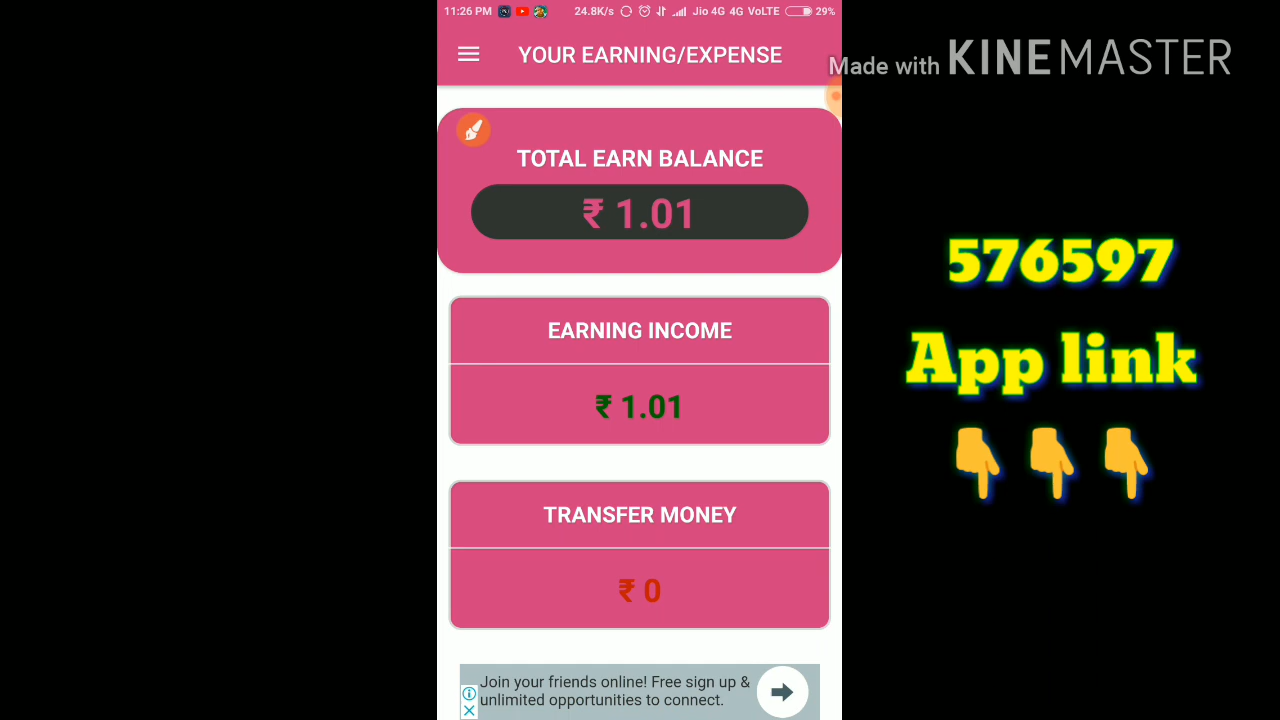 11:26 PM 24.8K/s Jio 4G 4G VoLTE 29%
YOUR EARNING/EXPENSE
Made with KINEMASTER
TOTAL EARN BALANCE
₹ 1.01
EARNING INCOME
₹ 1.01
TRANSFER MONEY
₹ 0
Join your friends online! Free sign up &
unlimited opportunities to connect.
576597
App link
👇👇👇